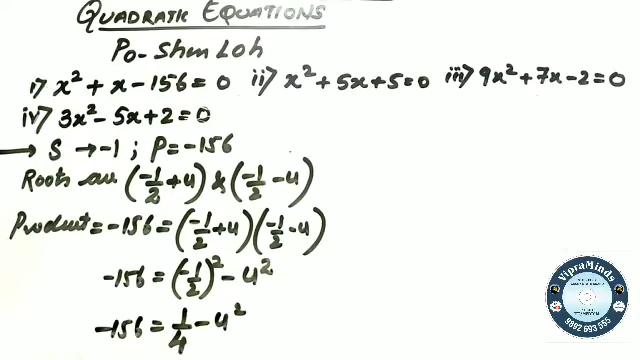 QUADRATIC EQUATIONS
Po-Shen Loh
i) x² + x - 156 = 0 ii) x² + 5x + 5 = 0 iii) 9x² + 7x - 2 = 0
iv) 3x² - 5x + 2 = 0
→ S → -1 ; P = -156
Roots are (-1/2 + u) & (-1/2 - u)
Product = -156 = (-1/2 + u)(-1/2 - u)
-156 = (-1/2)² - u²
-156 = 1/4 - u²
VipraMinds
9892 693 555